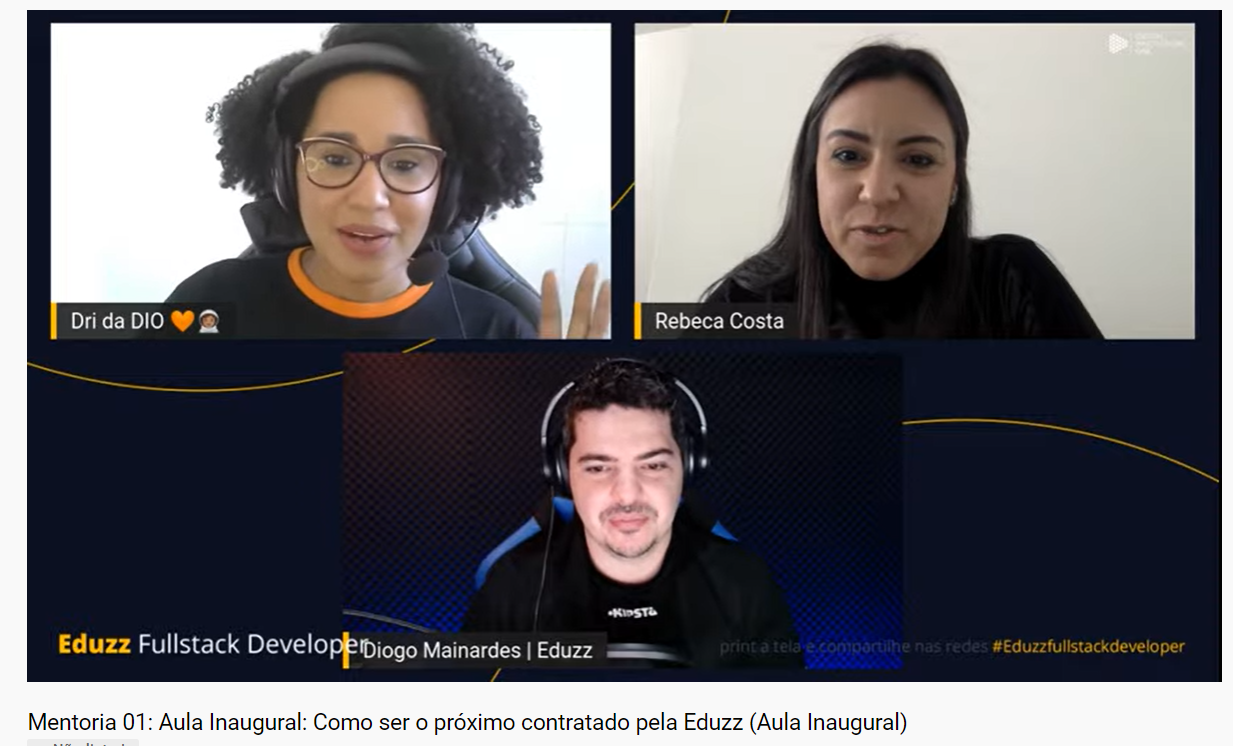 Dri da DIO 🧡👩🏽‍🚀
Rebeca Costa
Eduzz Fullstack Developer
Diogo Mainardes | Eduzz
print a tela e compartilhe nas redes #Eduzzfullstackdeveloper
Mentoria 01: Aula Inaugural: Como ser o próximo contratado pela Eduzz (Aula Inaugural)